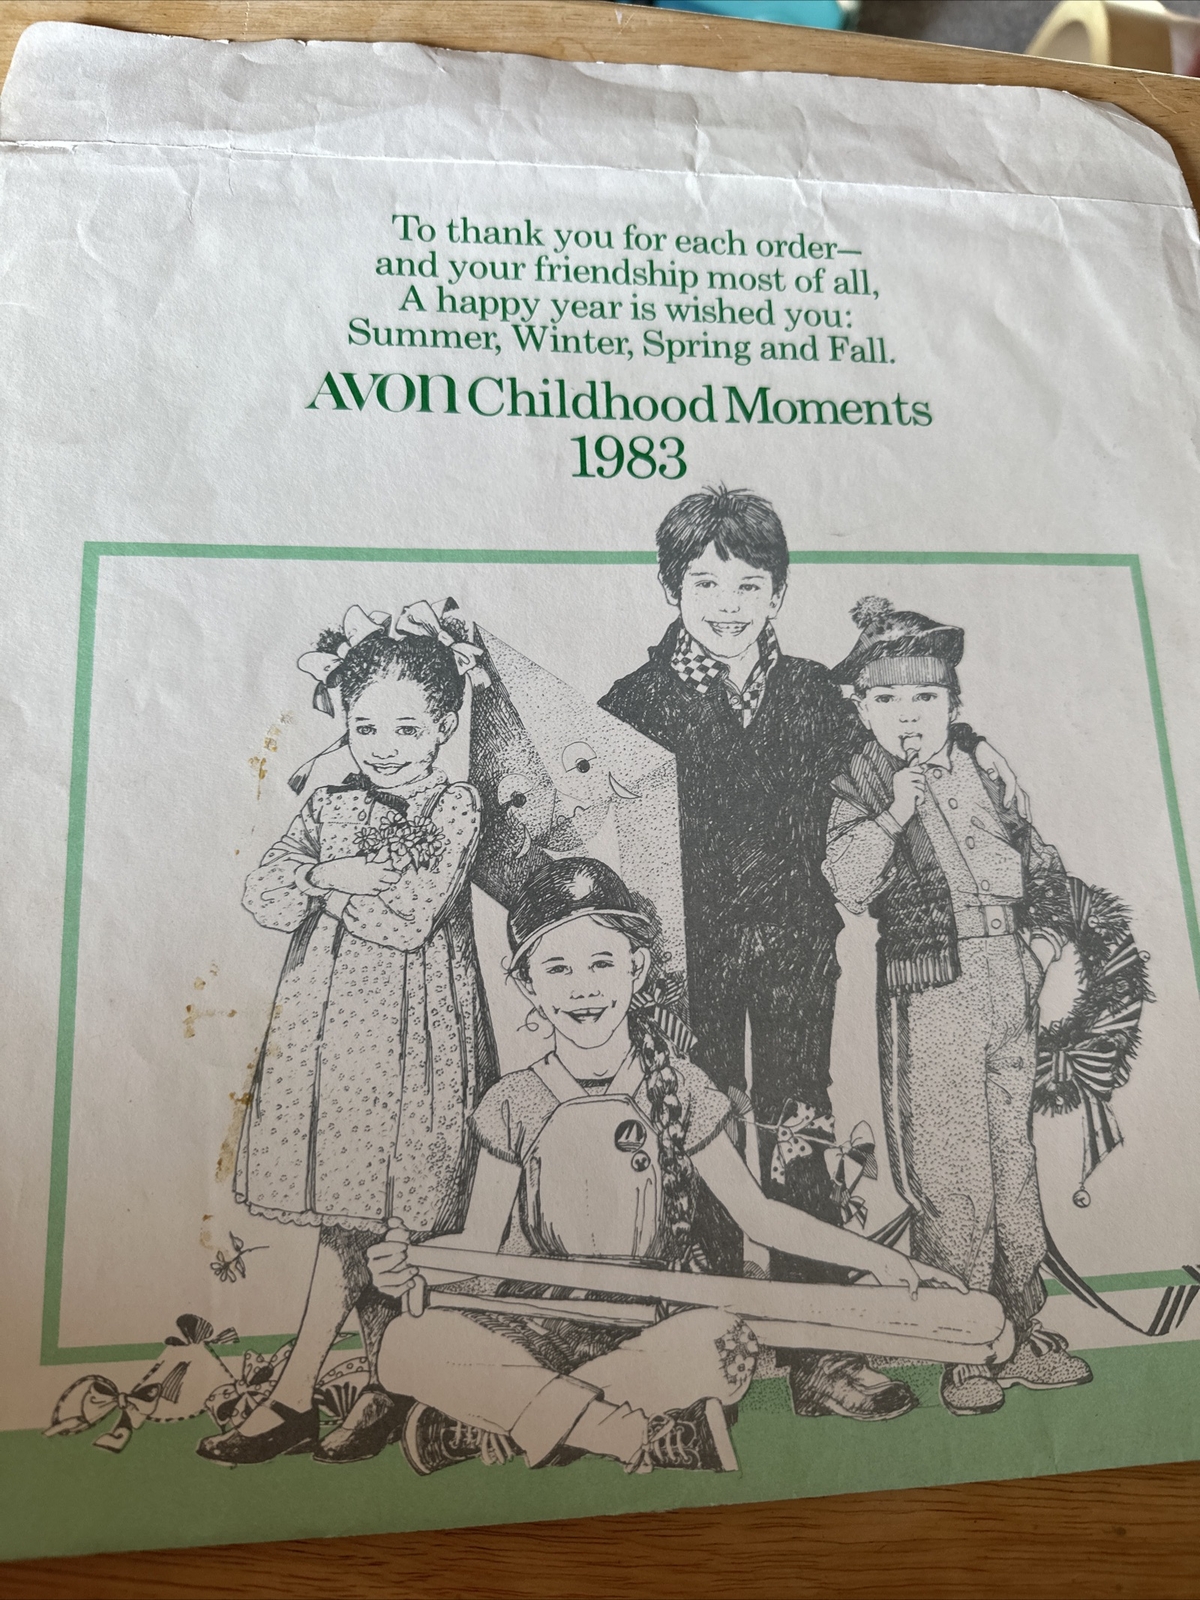 To thank you for each order—
and your friendship most of all,
A happy year is wished you:
Summer, Winter, Spring and Fall.
AVON Childhood Moments
1983